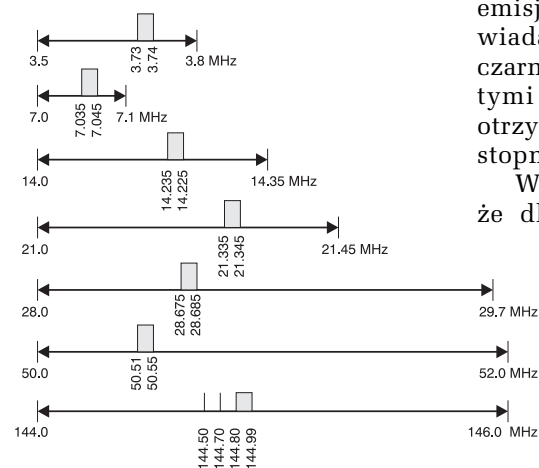 3.5 3.73 3.74 3.8 MHz
7.0 7.035 7.045 7.1 MHz
14.0 14.235 14.225 14.35 MHz
21.0 21.335 21.345 21.45 MHz
28.0 28.675 28.685 29.7 MHz
50.0 50.51 50.55 52.0 MHz
144.0 144.50 144.70 144.80 144.99 146.0 MHz
emisj
wiada
czarn
tymi
otrzy
stopn
W
że dl